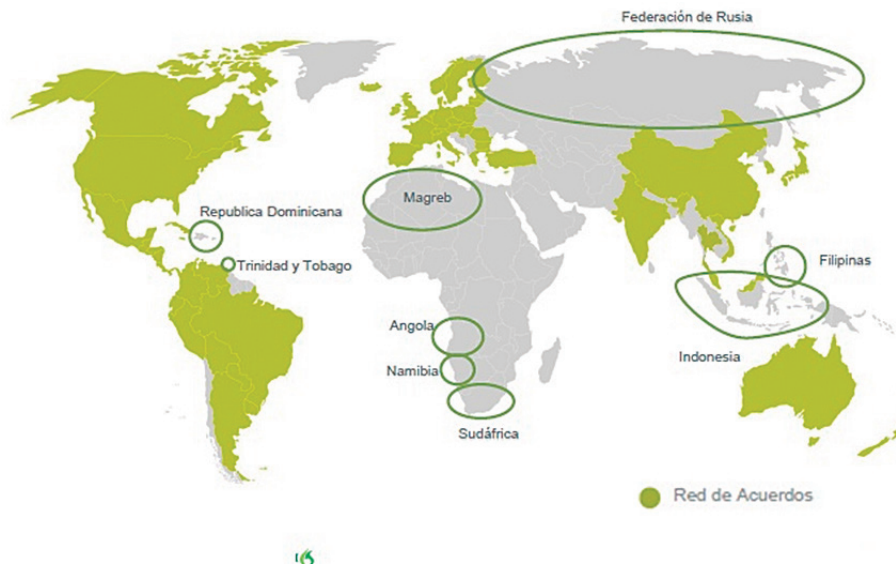 Federación de Rusia
Magreb
Republica Dominicana
Trinidad y Tobago
Filipinas
Angola
Indonesia
Namibia
Sudáfrica
Red de Acuerdos